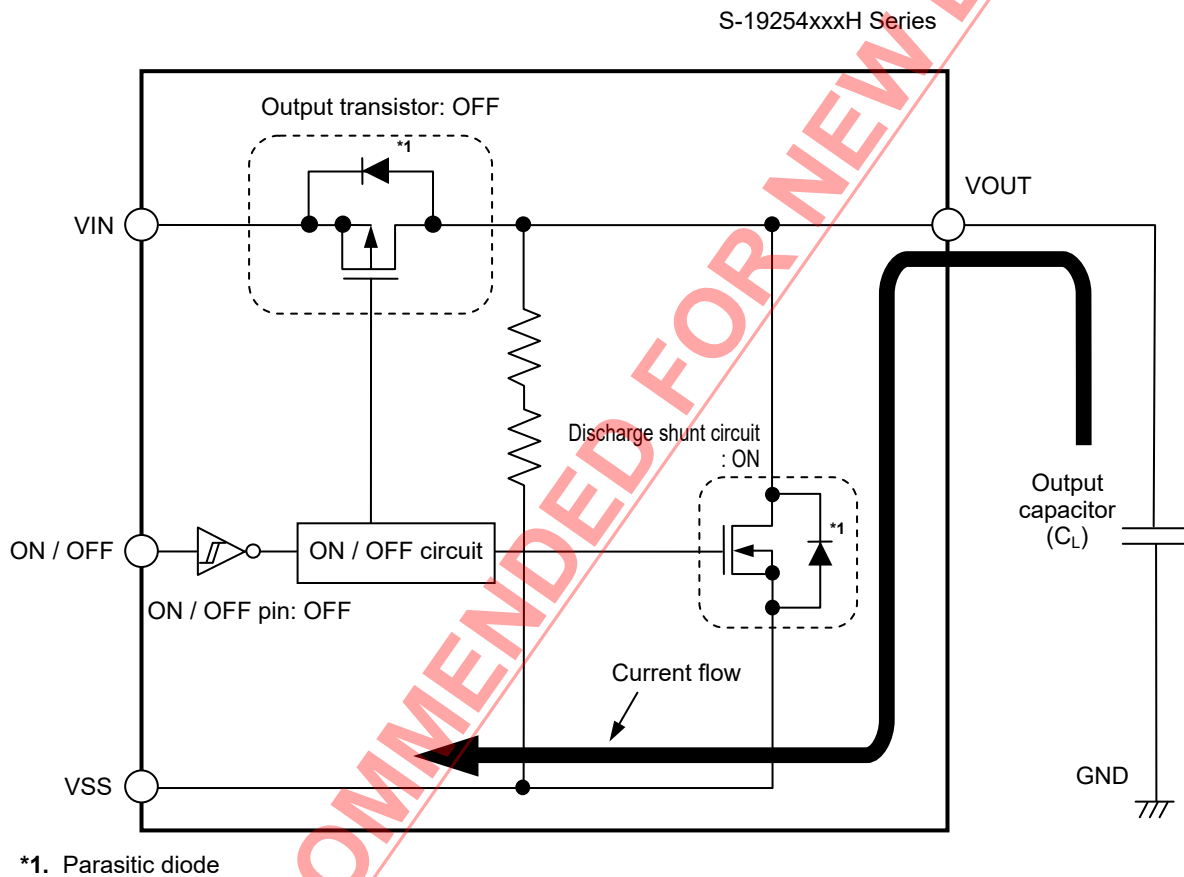 S-19254xxxH Series
Output transistor: OFF
*1
VIN
VOUT
Discharge shunt circuit
: ON
*1
Output
capacitor
(CL)
ON / OFF
ON / OFF circuit
ON / OFF pin: OFF
Current flow
VSS
GND
*1. Parasitic diode
OMMENDED FOR NEW